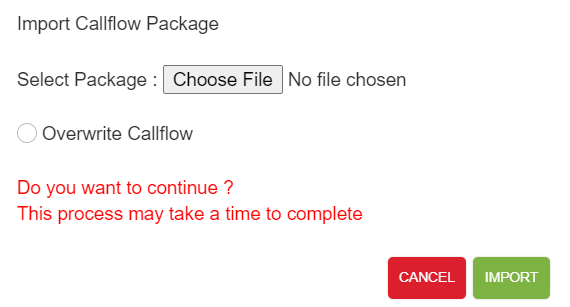 Import Callflow Package
Select Package : Choose File No file chosen
Overwrite Callflow
Do you want to continue ?
This process may take a time to complete
CANCEL IMPORT